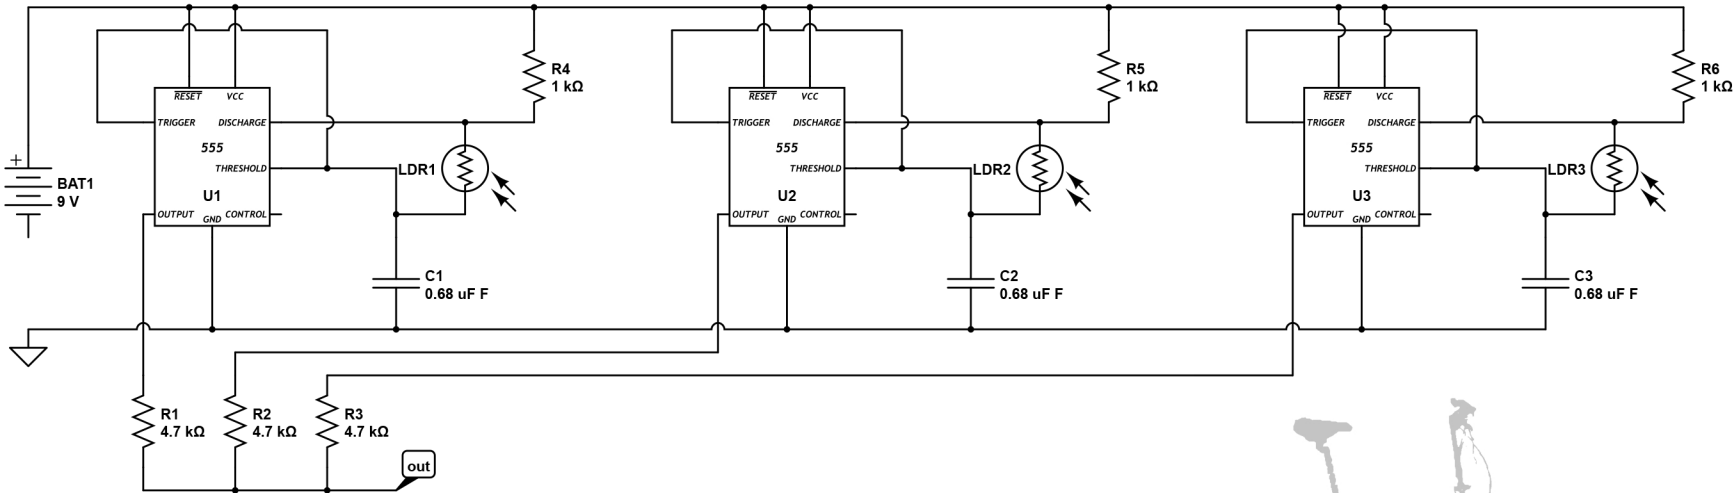 R4
1 kΩ
R5
1 kΩ
R6
1 kΩ
RESET VCC
TRIGGER DISCHARGE
555
THRESHOLD
U1
OUTPUT GND CONTROL
LDR1
RESET VCC
TRIGGER DISCHARGE
555
THRESHOLD
U2
OUTPUT GND CONTROL
LDR2
RESET VCC
TRIGGER DISCHARGE
555
THRESHOLD
U3
OUTPUT GND CONTROL
LDR3
+
BAT1
9 V
C1
0.68 uF F
C2
0.68 uF F
C3
0.68 uF F
R1
4.7 kΩ
R2
4.7 kΩ
R3
4.7 kΩ
out